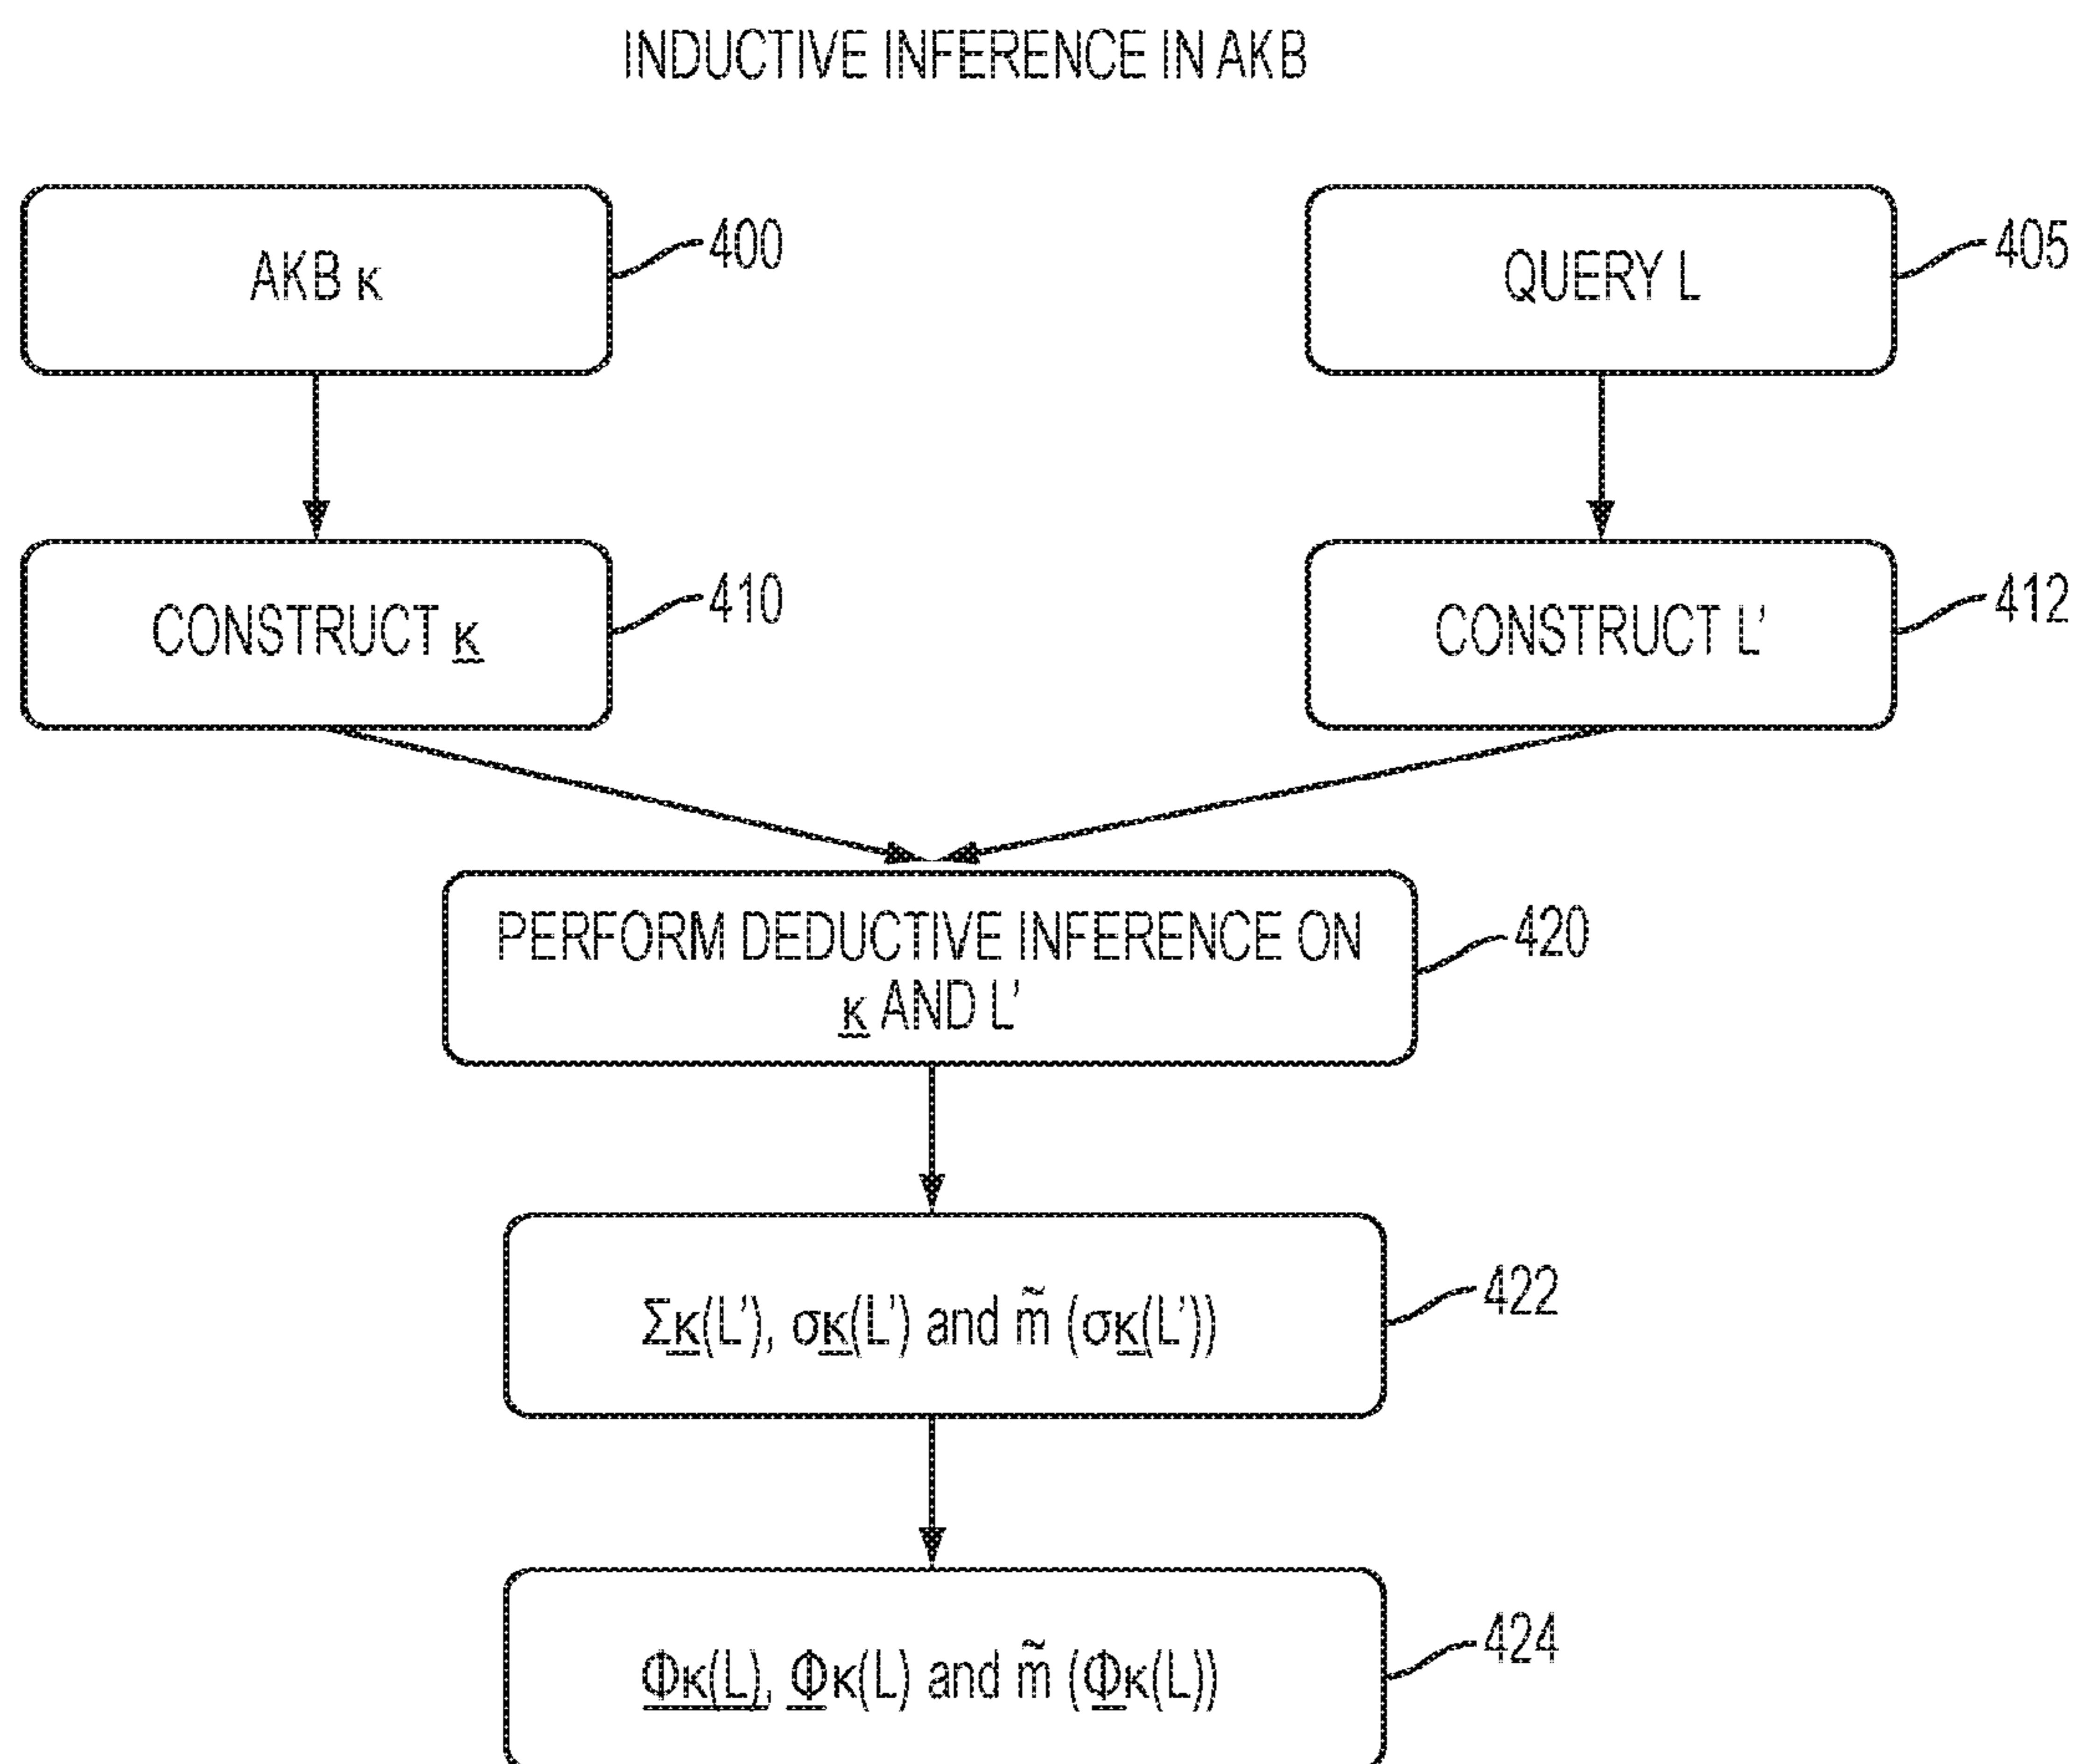 INDUCTIVE INFERENCE IN AKB
AKB κ
400
QUERY L
405
CONSTRUCT κ
410
CONSTRUCT L'
412
PERFORM DEDUCTIVE INFERENCE ON
κ AND L'
420
Σκ(L'), σκ(L') and m̃ (σκ(L'))
422
Φκ(L), Φκ(L) and m̃ (Φκ(L))
424